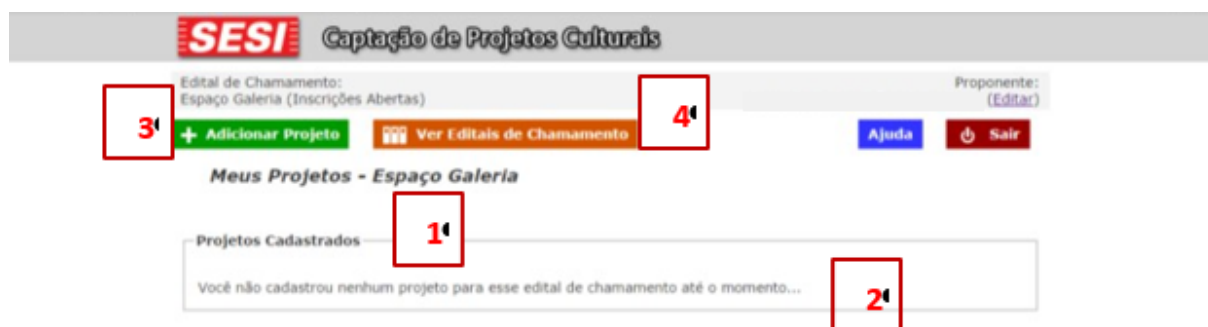 SESI Captação de Projetos Culturais
Edital de Chamamento: Proponente:
Espaço Galeria (Inscrições Abertas) (Editar)
3 + Adicionar Projeto Ver Editais de Chamamento 4 Ajuda Sair
Meus Projetos - Espaço Galeria
Projetos Cadastrados 1
Você não cadastrou nenhum projeto para esse edital de chamamento até o momento... 2